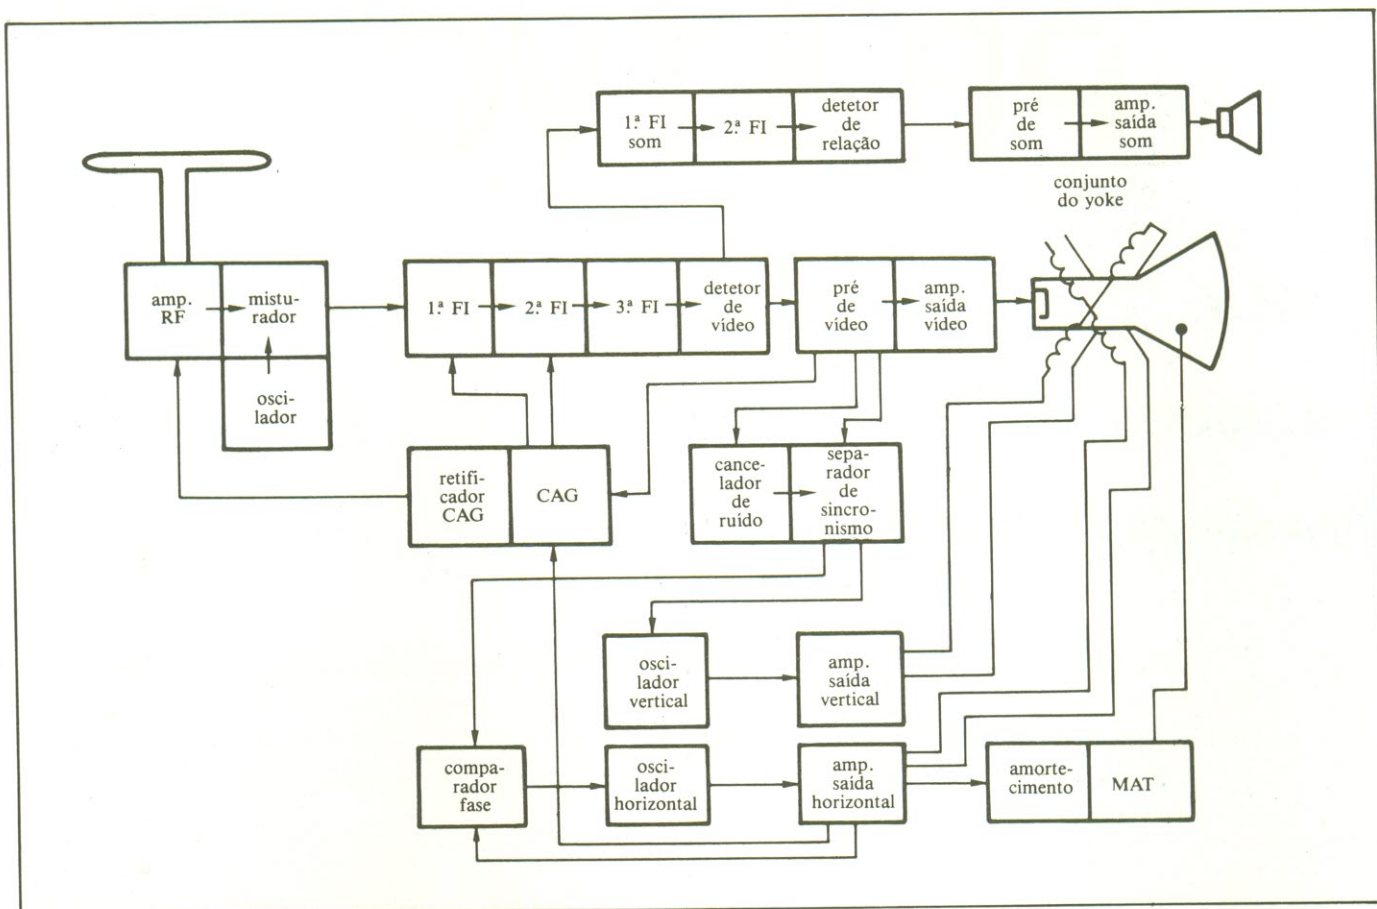 1.ª FI
som
2.ª FI
detetor
de
relação
pré
de
som
amp.
saída
som
conjunto
do yoke
amp.
RF
mistu-
rador
osci-
lador
1.ª FI
2.ª FI
3.ª FI
detetor
de
vídeo
pré
de
vídeo
amp.
saída
vídeo
retifi-
cador
CAG
CAG
cance-
lador
de
ruído
sepa-
rador
de
sincro-
nismo
osci-
lador
vertical
amp.
saída
vertical
compa-
rador
fase
osci-
lador
horizontal
amp.
saída
horizontal
amorte-
cimento
MAT